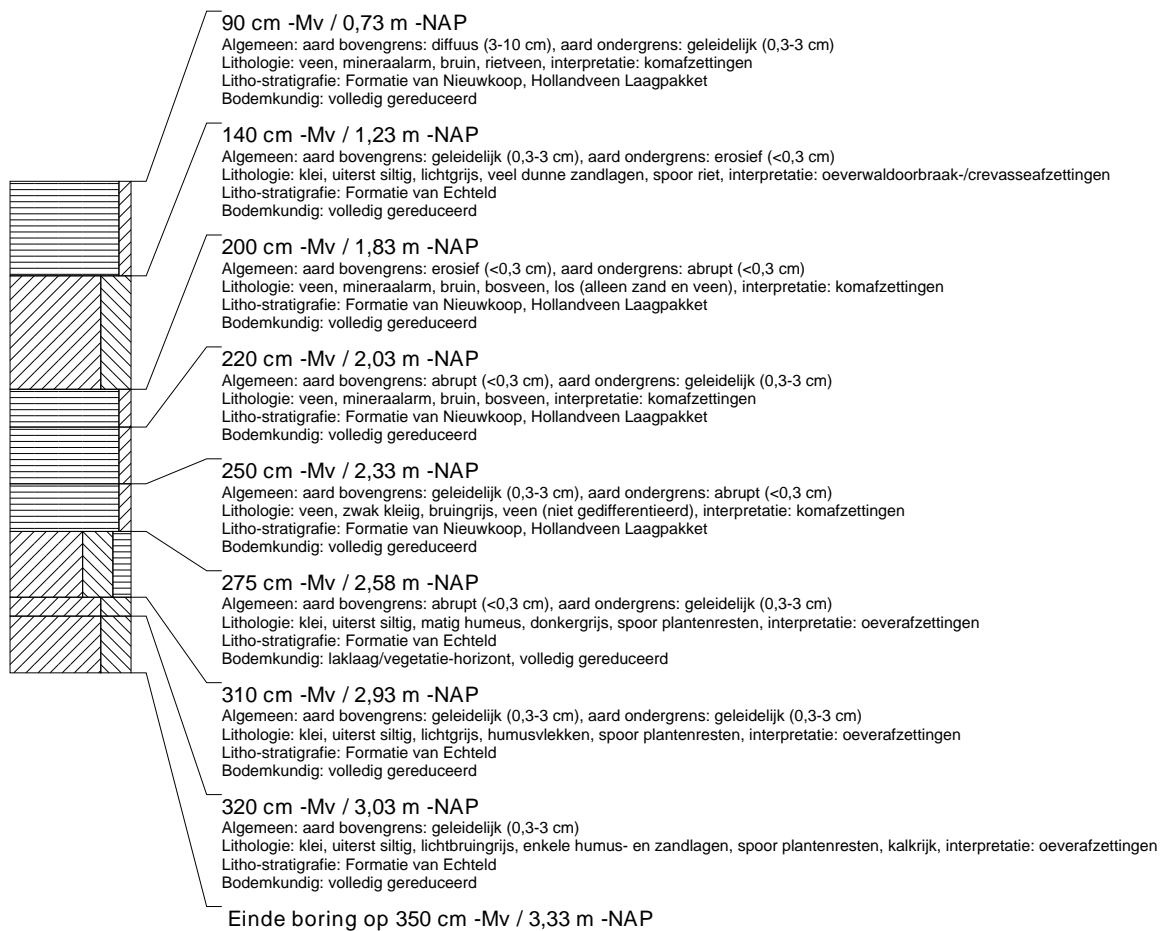 90 cm -Mv / 0,73 m -NAP
Algemeen: aard bovengrens: diffuus (3-10 cm), aard ondergrens: geleidelijk (0,3-3 cm)
Lithologie: veen, mineraalarm, bruin, rietveen, interpretatie: komafzettingen
Litho-stratigrafie: Formatie van Nieuwkoop, Hollandveen Laagpakket
Bodemkundig: volledig gereduceerd
140 cm -Mv / 1,23 m -NAP
Algemeen: aard bovengrens: geleidelijk (0,3-3 cm), aard ondergrens: erosief (<0,3 cm)
Lithologie: klei, uiterst siltig, lichtgrijs, veel dunne zandlagen, spoor riet, interpretatie: oeverwaldoorbraak-/crevasseafzettingen
Litho-stratigrafie: Formatie van Echteld
Bodemkundig: volledig gereduceerd
200 cm -Mv / 1,83 m -NAP
Algemeen: aard bovengrens: erosief (<0,3 cm), aard ondergrens: abrupt (<0,3 cm)
Lithologie: veen, mineraalarm, bruin, bosveen, los (alleen zand en veen), interpretatie: komafzettingen
Litho-stratigrafie: Formatie van Nieuwkoop, Hollandveen Laagpakket
Bodemkundig: volledig gereduceerd
220 cm -Mv / 2,03 m -NAP
Algemeen: aard bovengrens: abrupt (<0,3 cm), aard ondergrens: geleidelijk (0,3-3 cm)
Lithologie: veen, mineraalarm, bruin, bosveen, interpretatie: komafzettingen
Litho-stratigrafie: Formatie van Nieuwkoop, Hollandveen Laagpakket
Bodemkundig: volledig gereduceerd
250 cm -Mv / 2,33 m -NAP
Algemeen: aard bovengrens: geleidelijk (0,3-3 cm), aard ondergrens: abrupt (<0,3 cm)
Lithologie: veen, zwak kleiig, bruingrijs, veen (niet gedifferentieerd), interpretatie: komafzettingen
Litho-stratigrafie: Formatie van Nieuwkoop, Hollandveen Laagpakket
Bodemkundig: volledig gereduceerd
275 cm -Mv / 2,58 m -NAP
Algemeen: aard bovengrens: abrupt (<0,3 cm), aard ondergrens: geleidelijk (0,3-3 cm)
Lithologie: klei, uiterst siltig, matig humeus, donkergrijs, spoor plantenresten, interpretatie: oeverafzettingen
Litho-stratigrafie: Formatie van Echteld
Bodemkundig: laklaag/vegetatie-horizont, volledig gereduceerd
310 cm -Mv / 2,93 m -NAP
Algemeen: aard bovengrens: geleidelijk (0,3-3 cm), aard ondergrens: geleidelijk (0,3-3 cm)
Lithologie: klei, uiterst siltig, lichtgrijs, humusvlekken, spoor plantenresten, interpretatie: oeverafzettingen
Litho-stratigrafie: Formatie van Echteld
Bodemkundig: volledig gereduceerd
320 cm -Mv / 3,03 m -NAP
Algemeen: aard bovengrens: geleidelijk (0,3-3 cm)
Lithologie: klei, uiterst siltig, lichtbruingrijs, enkele humus- en zandlagen, spoor plantenresten, kalkrijk, interpretatie: oeverafzettingen
Litho-stratigrafie: Formatie van Echteld
Bodemkundig: volledig gereduceerd
Einde boring op 350 cm -Mv / 3,33 m -NAP